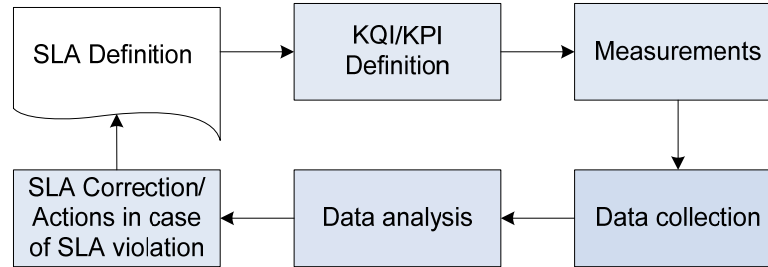 SLA Definition
KQI/KPI
Definition
Measurements
SLA Correction/
Actions in case
of SLA violation
Data analysis
Data collection